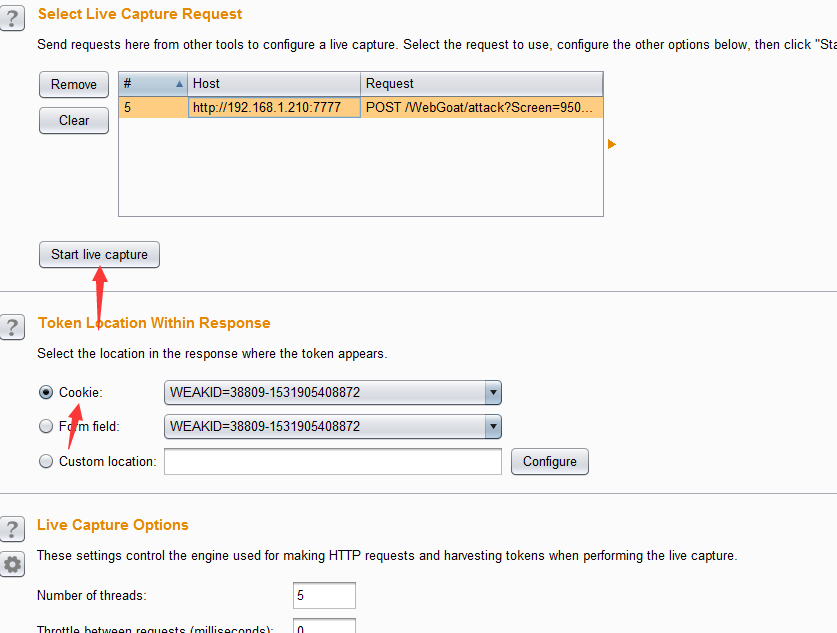 ?
Select Live Capture Request
Send requests here from other tools to configure a live capture. Select the request to use, configure the other options below, then click "Sta
Remove
# Host Request
5 http://192.168.1.210:7777 POST /WebGoat/attack?Screen=950...
Clear
Start live capture
?
Token Location Within Response
Select the location in the response where the token appears.
Cookie: WEAKID=38809-1531905408872
Form field: WEAKID=38809-1531905408872
Custom location: Configure
?
Live Capture Options
These settings control the engine used for making HTTP requests and harvesting tokens when performing the live capture.
Number of threads: 5
Throttle between requests (milliseconds): 0